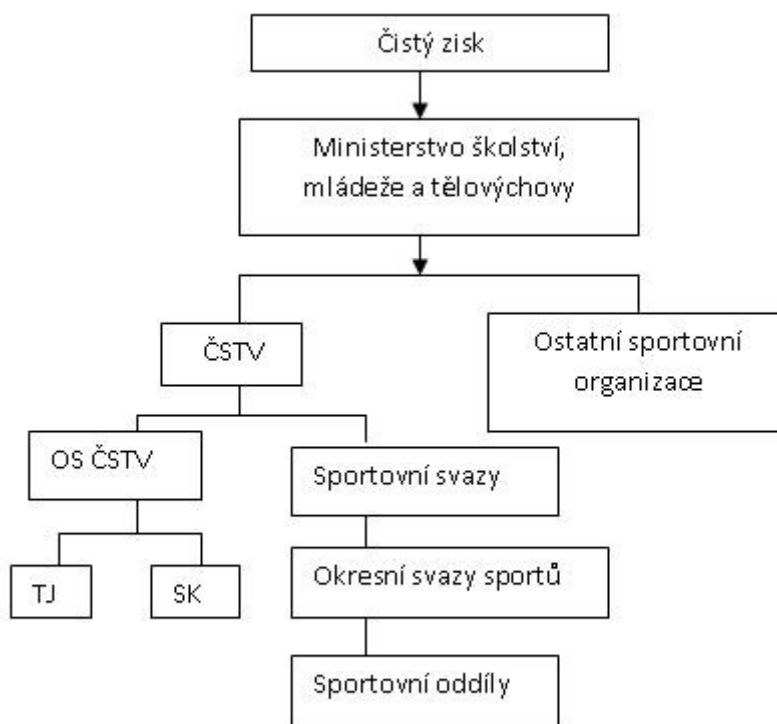 Čistý zisk
Ministerstvo školství,
mládeže a tělovýchovy
ČSTV
Ostatní sportovní
organizace
OS ČSTV
Sportovní svazy
TJ
SK
Okresní svazy sportů
Sportovní oddíly